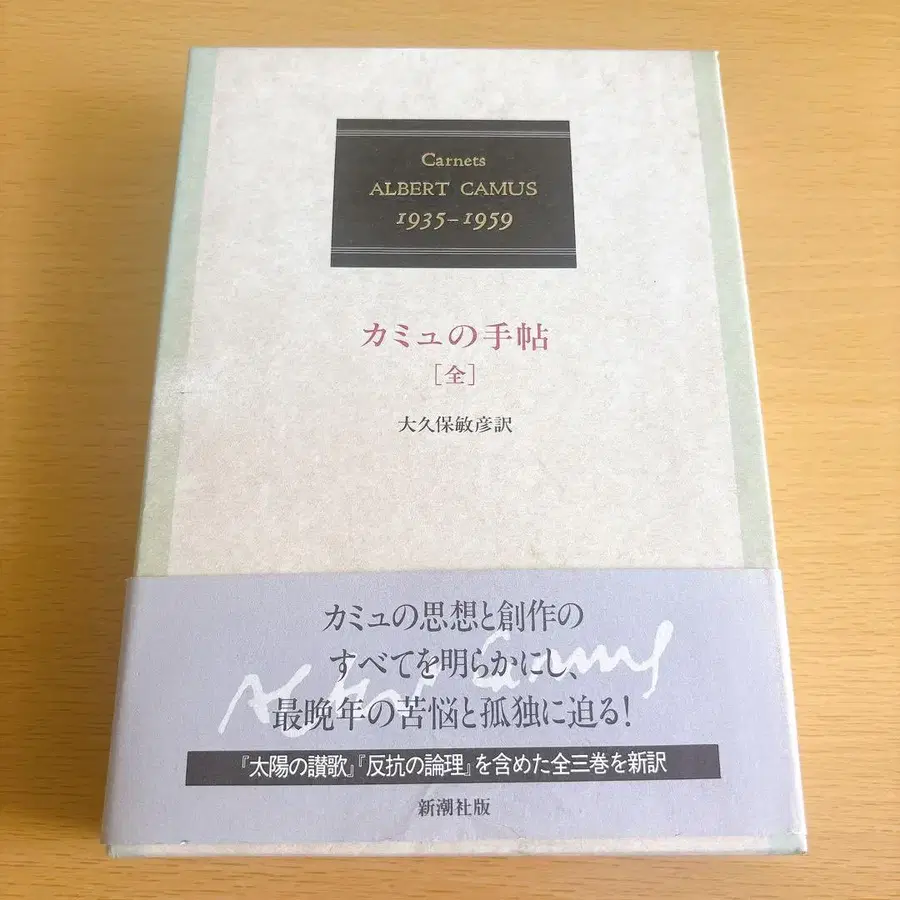 Carnets
ALBERT CAMUS
1935-1959
カミュの手帖
[全]
大久保敏彦訳
カミュの思想と創作の
すべてを明らかにし、
最晩年の苦悩と孤独に迫る!
Albert Camus
『太陽の讃歌』『反抗の論理』を含めた全三巻を新訳
新潮社版